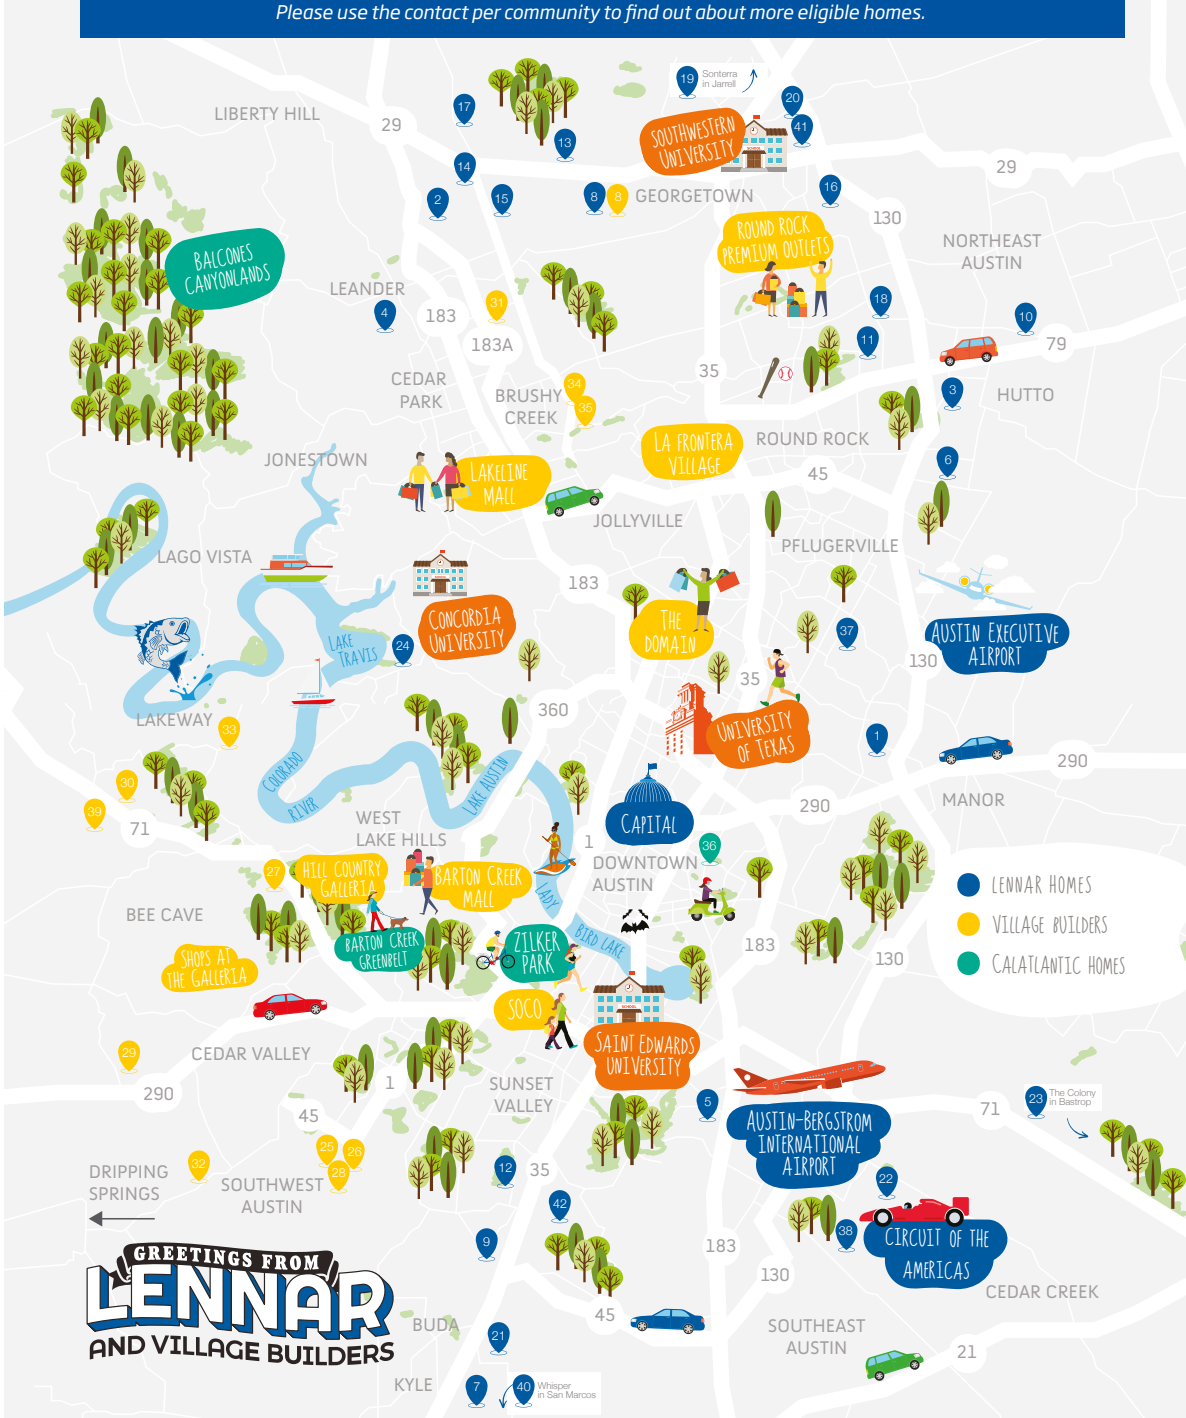 Please use the contact per community to find out about more eligible homes.
19
Sonterra
in Jarrell
20
17
LIBERTY HILL
29
41
13
SOUTHWESTERN
UNIVERSITY
SCHOOL
14
29
2
15
8
8
GEORGETOWN
16
130
ROUND ROCK
PREMIUM OUTLETS
NORTHEAST
AUSTIN
BALCONES
CANYONLANDS
LEANDER
4
183
31
183A
18
10
11
79
35
CEDAR
PARK
BRUSHY
CREEK
34
35
3
HUTTO
LA FRONTERA
VILLAGE
ROUND ROCK
JONESTOWN
LAKELINE
MALL
45
6
JOLLYVILLE
LAGO VISTA
PFLUGERVILLE
183
CONCORDIA
UNIVERSITY
THE
DOMAIN
37
AUSTIN EXECUTIVE
AIRPORT
LAKE
TRAVIS
24
130
35
360
LAKEWAY
33
UNIVERSITY
OF TEXAS
1
290
COLORADO
RIVER
LAKE AUSTIN
30
39
71
WEST
LAKE HILLS
CAPITAL
290
MANOR
1
DOWNTOWN
AUSTIN
36
27
HILL COUNTRY
GALLERIA
BARTON CREEK
MALL
LENNAR HOMES
VILLAGE BUILDERS
CALATLANTIC HOMES
BEE CAVE
LADY
BIRD LAKE
BARTON CREEK
GREENBELT
ZILKER
PARK
183
130
SHOPS AT
THE GALLERIA
SOCO
SCHOOL
SAINT EDWARDS
UNIVERSITY
CEDAR VALLEY
29
290
1
SUNSET
VALLEY
45
5
71
23
The Colony
in Bastrop
AUSTIN-BERGSTROM
INTERNATIONAL
AIRPORT
25
26
28
32
DRIPPING
SPRINGS
SOUTHWEST
AUSTIN
12
35
22
42
9
38
CIRCUIT OF THE
AMERICAS
183
130
CEDAR CREEK
GREETINGS FROM
LENNAR
AND VILLAGE BUILDERS
45
BUDA
21
SOUTHEAST
AUSTIN
21
KYLE
7
40
Whisper
in San Marcos